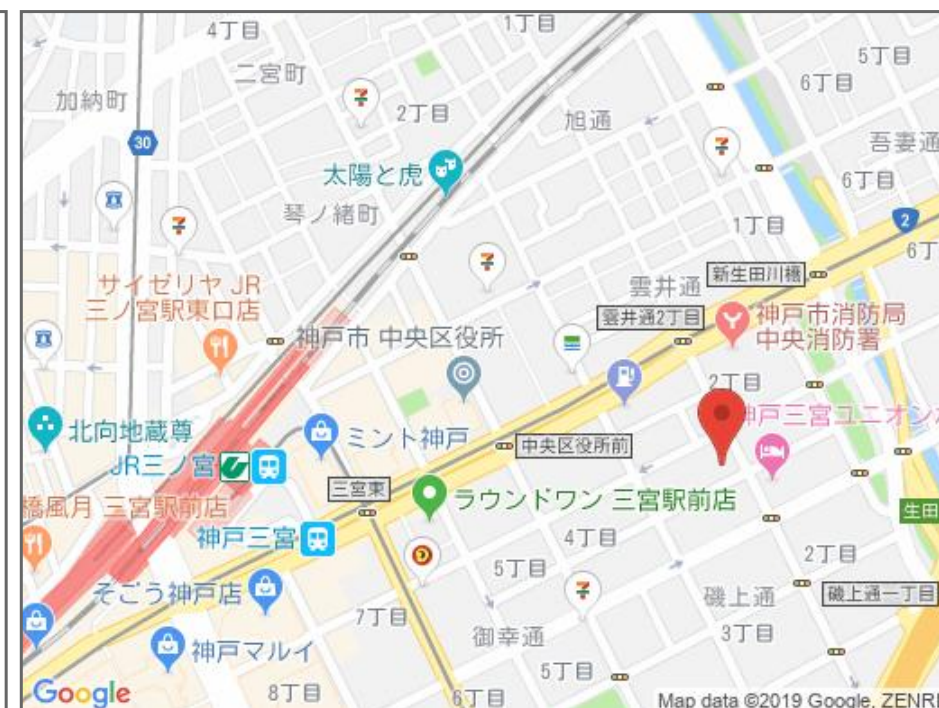 4丁目
1丁目
5丁目
二宮町
6丁目
加納町
2丁目
旭通
30
吾妻通
太陽と虎
6丁目
琴ノ緒町
2
1丁目
サイゼリヤ JR
三ノ宮駅東口店
雲井通
新生田川橋
神戸市 中央区役所
雲井通2丁目
神戸市消防局
中央消防署
2丁目
北向地蔵尊
ミント神戸
中央区役所前
神戸三宮ユニオン
JR三ノ宮
三宮東
ラウンドワン 三宮駅前店
橋風月 三宮駅前店
生田
神戸三宮
4丁目
5丁目
2丁目
そごう神戸店
磯上通
磯上通一丁目
7丁目
御幸通
3丁目
神戸マルイ
5丁目
Google
8丁目
6丁目
Map data ©2019 Google, ZENRI